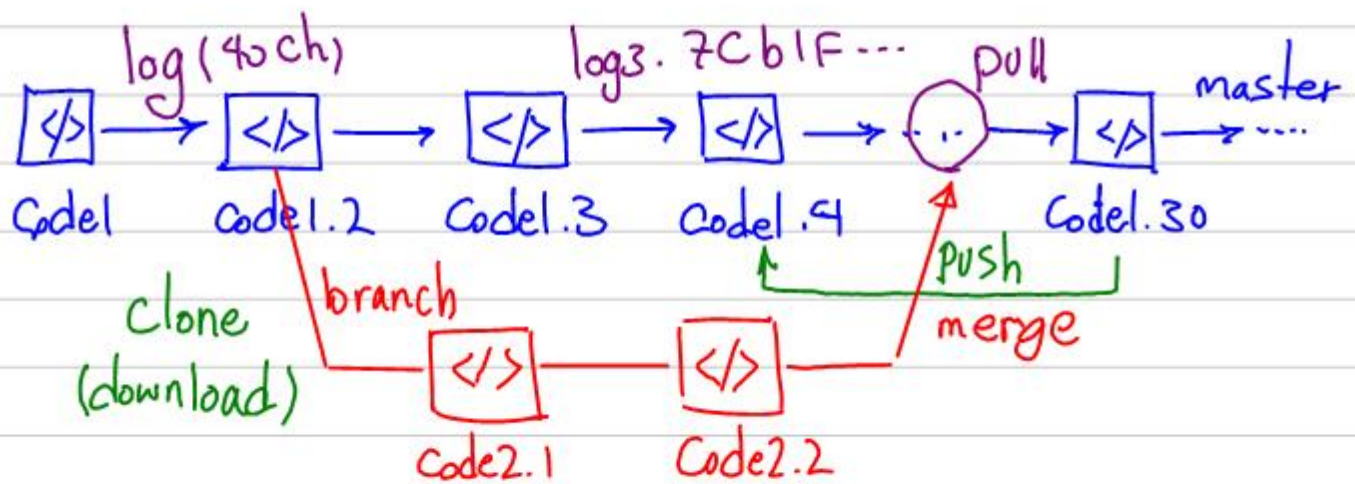 log(40ch) log3. 7Cb1F... pull
master
</> </> </> </> ... </> ....
Code1 Code1.2 Code1.3 Code1.4 Code1.30
push
branch
clone merge
(download) </> </>
Code2.1 Code2.2